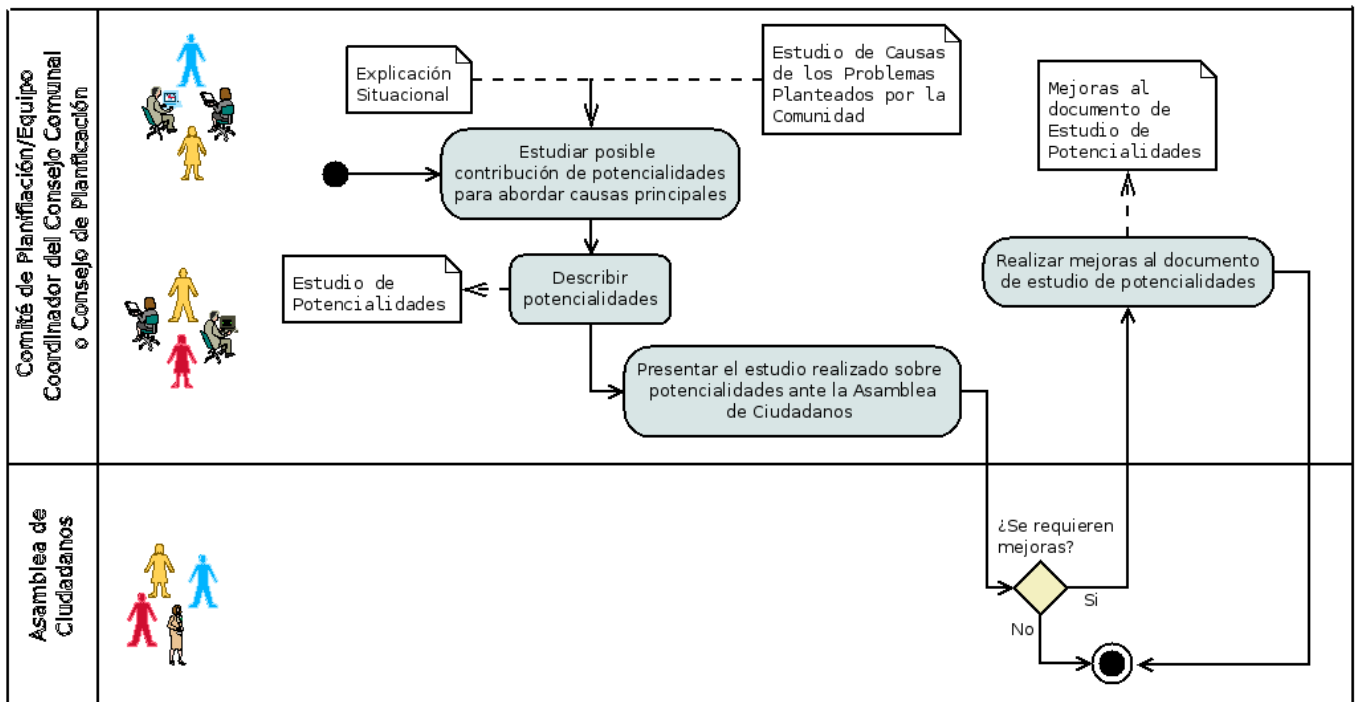 Comité de Planifiación/Equipo
Coordinador del Consejo Comunal
o Consejo de Planficación
Explicación
Situacional
Estudio de Causas
de los Problemas
Planteados por la
Comunidad
Mejoras al
documento de
Estudio de
Potencialidades
Estudiar posible
contribución de potencialidades
para abordar causas principales
Realizar mejoras al documento
de estudio de potencialidades
Estudio de
Potencialidades
Describir
potencialidades
Presentar el estudio realizado sobre
potencialidades ante la Asamblea
de Ciudadanos
Asamblea de
Ciudadanos
¿Se requieren
mejoras?
Si
No